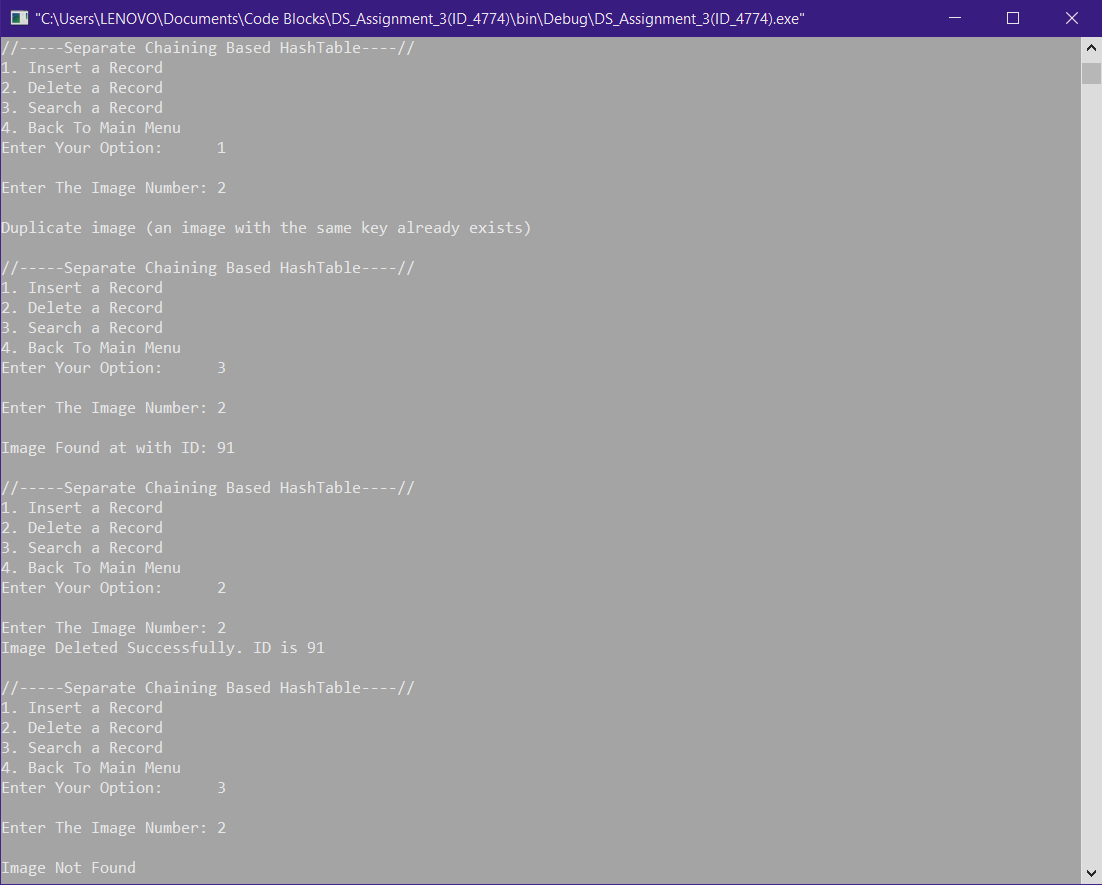 "C:\Users\LENOVO\Documents\Code Blocks\DS_Assignment_3(ID_4774)\bin\Debug\DS_Assignment_3(ID_4774).exe"
//-----Separate Chaining Based HashTable----//
1. Insert a Record
2. Delete a Record
3. Search a Record
4. Back To Main Menu
Enter Your Option:      1
Enter The Image Number: 2
Duplicate image (an image with the same key already exists)
//-----Separate Chaining Based HashTable----//
1. Insert a Record
2. Delete a Record
3. Search a Record
4. Back To Main Menu
Enter Your Option:      3
Enter The Image Number: 2
Image Found at with ID: 91
//-----Separate Chaining Based HashTable----//
1. Insert a Record
2. Delete a Record
3. Search a Record
4. Back To Main Menu
Enter Your Option:      2
Enter The Image Number: 2
Image Deleted Successfully. ID is 91
//-----Separate Chaining Based HashTable----//
1. Insert a Record
2. Delete a Record
3. Search a Record
4. Back To Main Menu
Enter Your Option:      3
Enter The Image Number: 2
Image Not Found